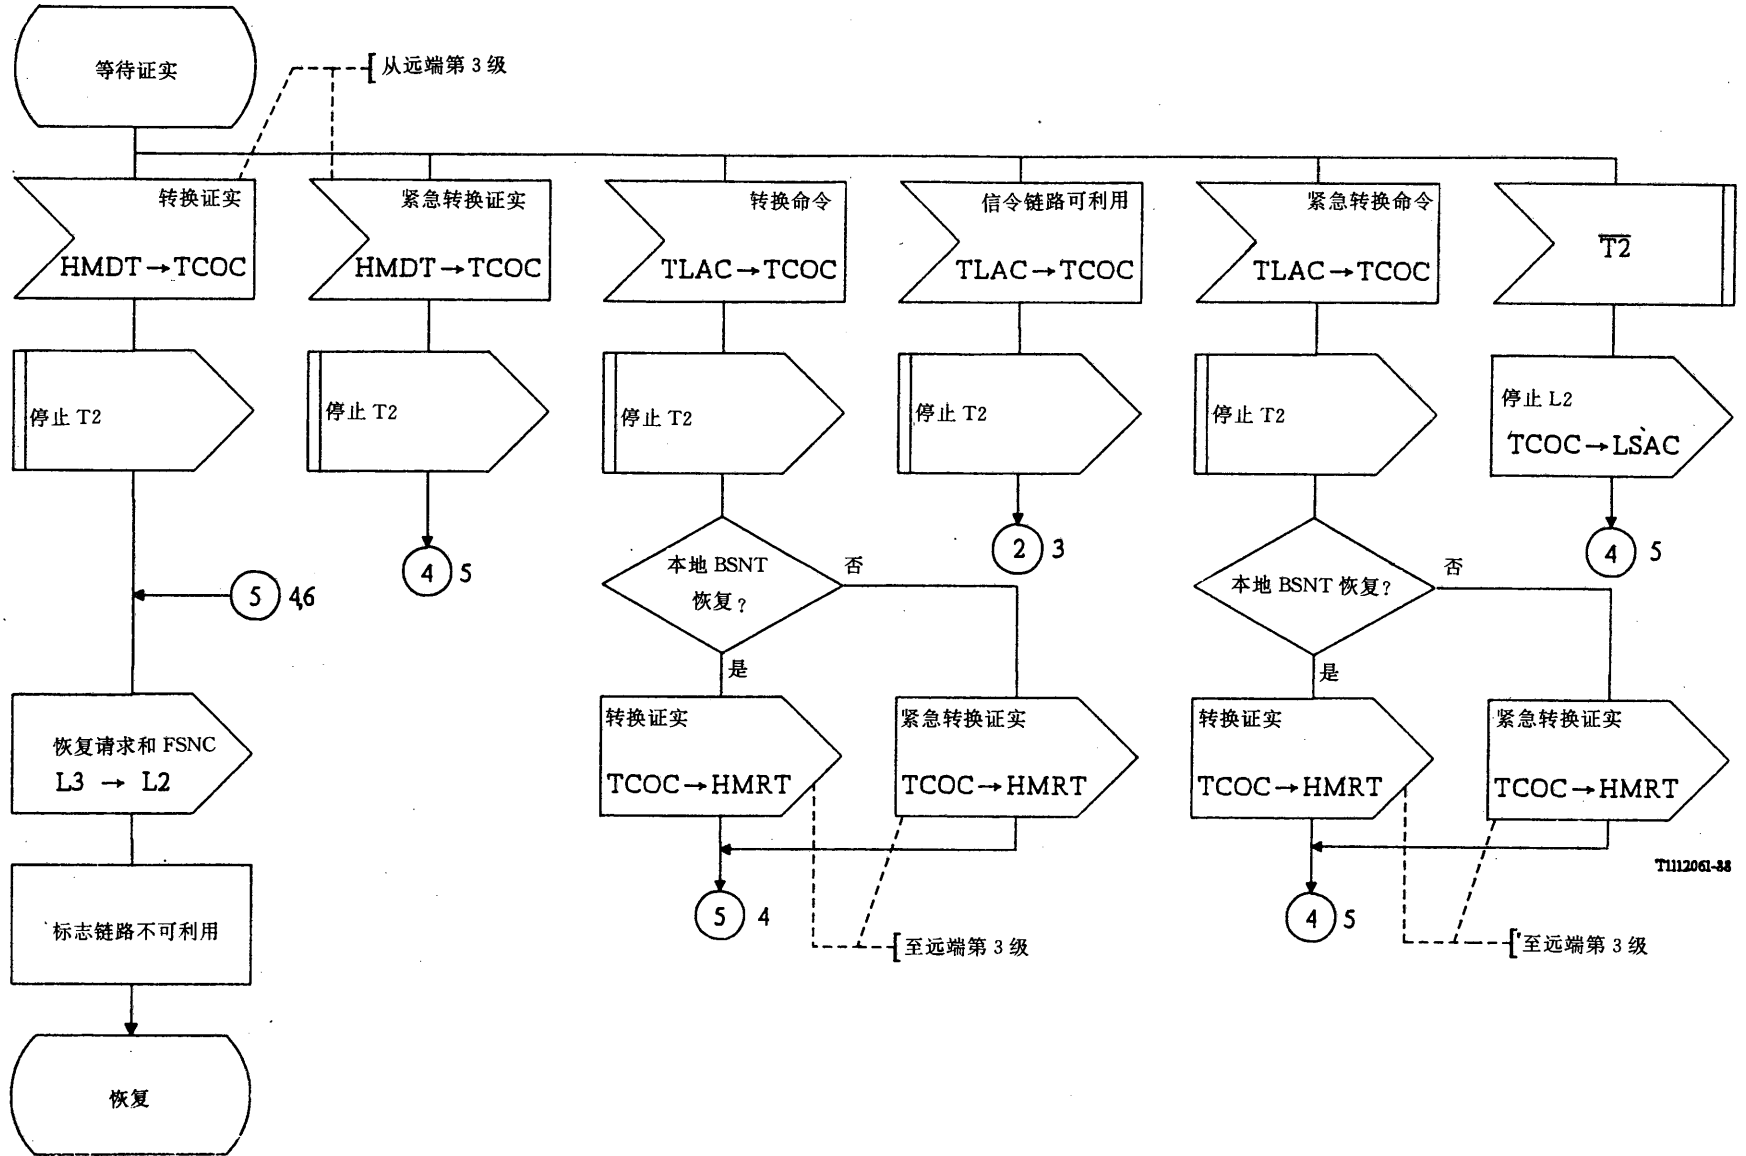 等待证实
从远端第 3 级
转换证实
HMDT→TCOC
紧急转换证实
HMDT→TCOC
转换命令
TLAC→TCOC
信令链路可利用
TLAC→TCOC
紧急转换命令
TLAC→TCOC
T2
停止 T2
停止 T2
停止 T2
停止 T2
停止 T2
停止 L2
TCOC→LSAC
4 5
2 3
4 5
5 4,6
本地 BSNT
恢复?
否
是
本地 BSNT 恢复?
否
是
恢复请求和 FSNC
L3 → L2
转换证实
TCOC→HMRT
紧急转换证实
TCOC→HMRT
转换证实
TCOC→HMRT
紧急转换证实
TCOC→HMRT
T1112061-88
标志链路不可利用
5 4
4 5
至远端第 3 级
至远端第 3 级
恢复